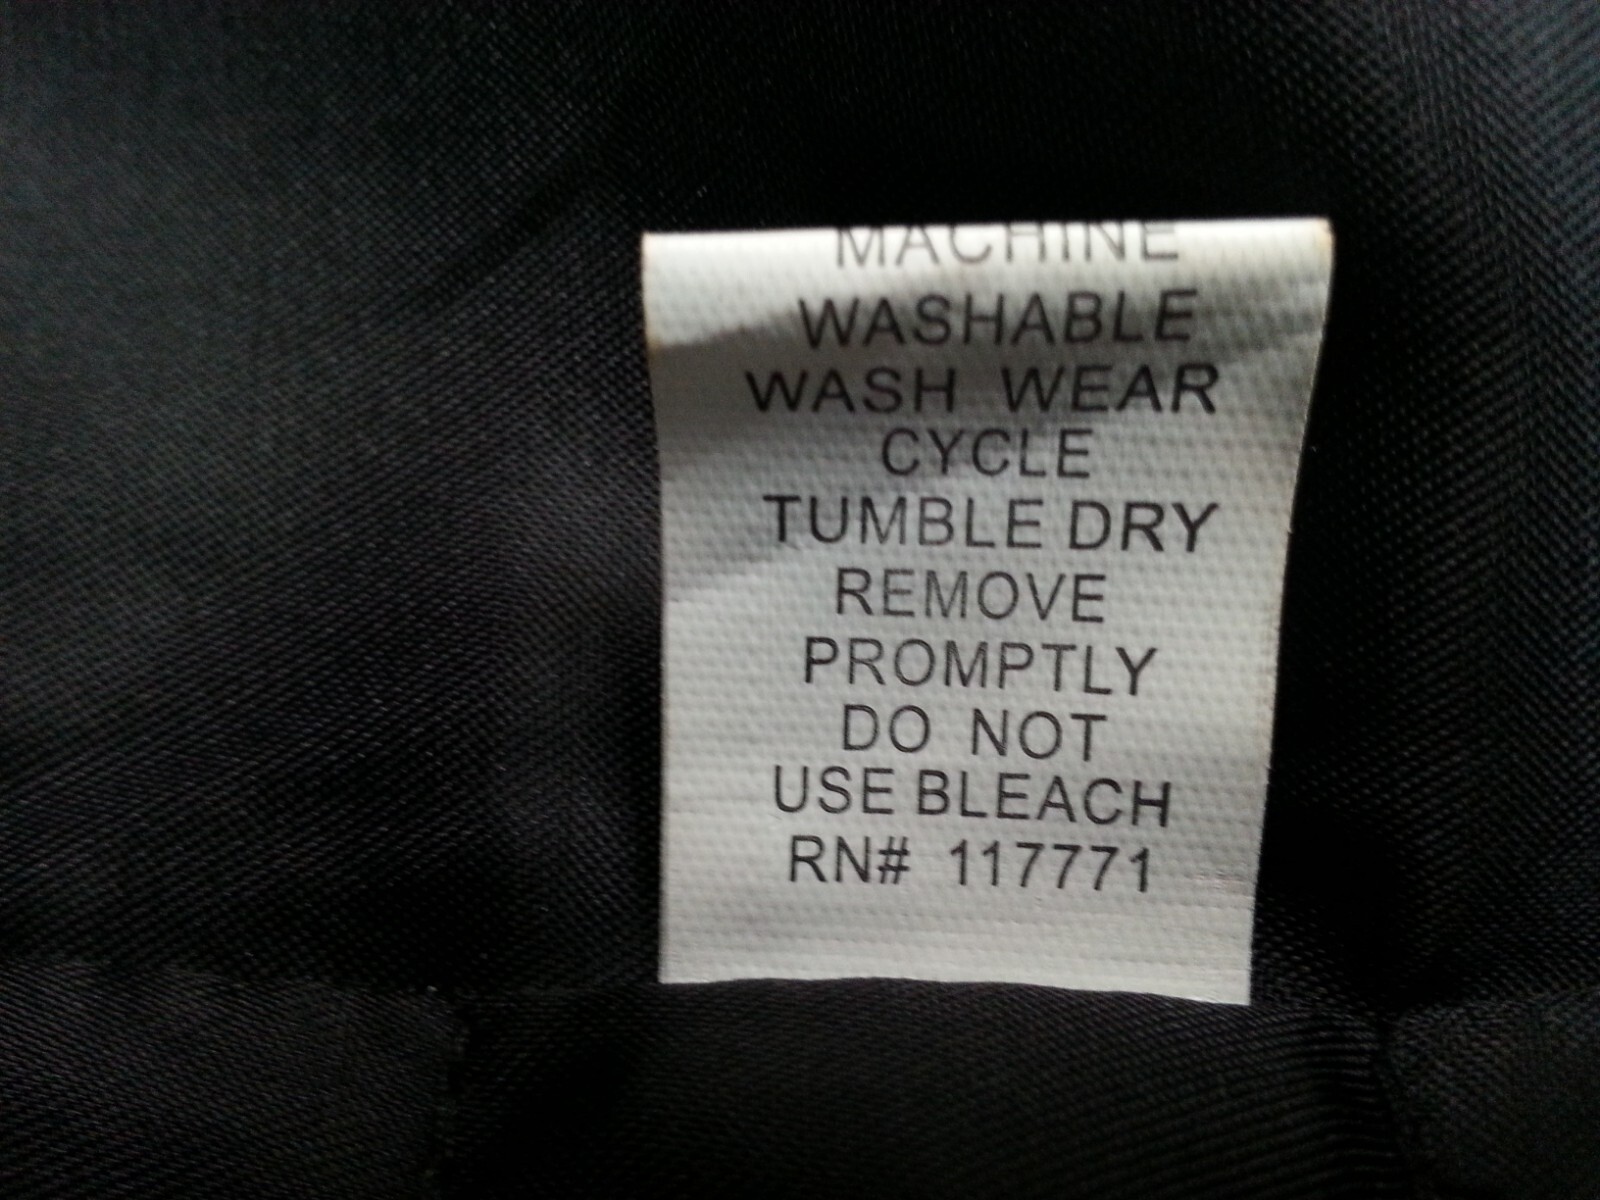 MACHINE
WASHABLE
WASH WEAR
CYCLE
TUMBLE DRY
REMOVE
PROMPTLY
DO NOT
USE BLEACH
RN# 117771